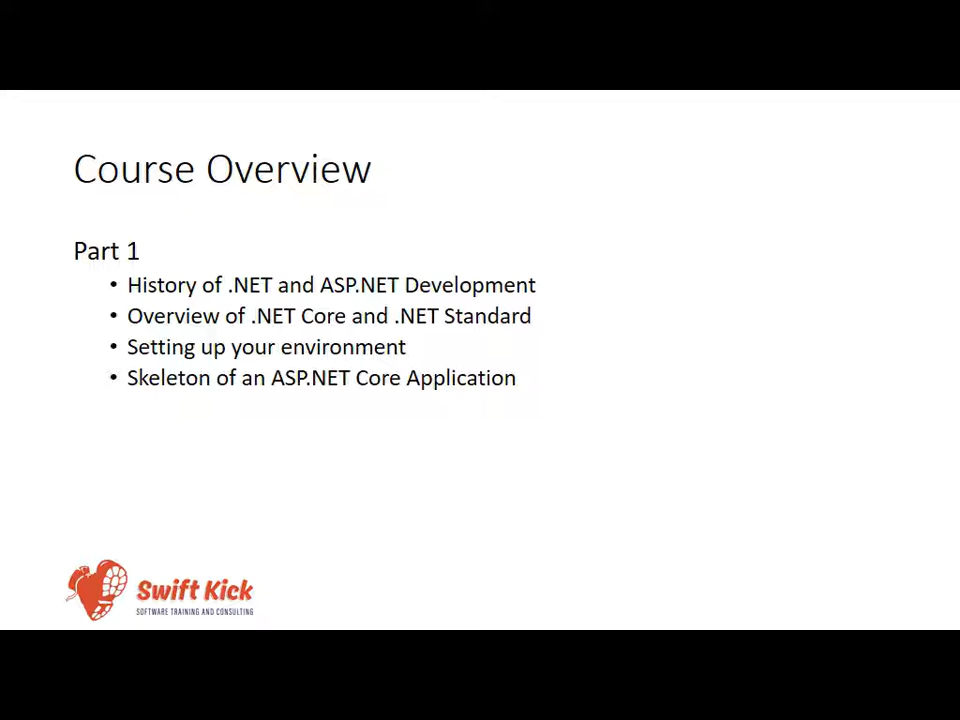 Course Overview
Part 1
• History of .NET and ASP.NET Development
• Overview of .NET Core and .NET Standard
• Setting up your environment
• Skeleton of an ASP.NET Core Application
Swift Kick
SOFTWARE TRAINING AND CONSULTING